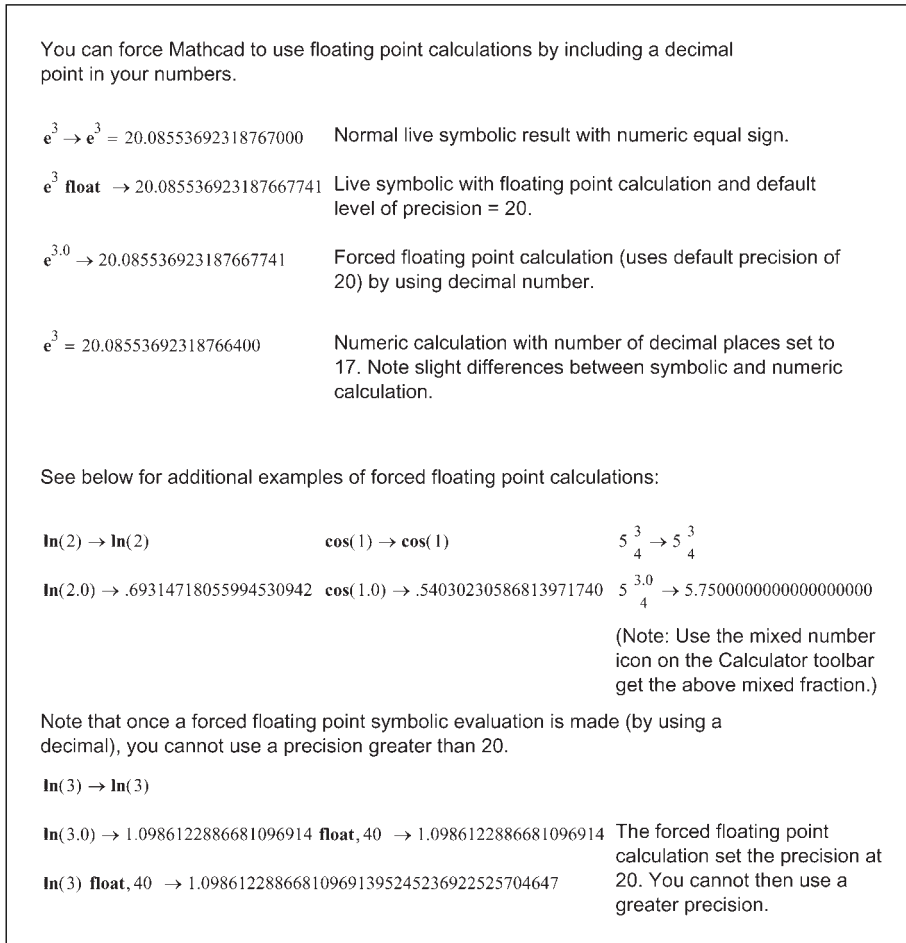 You can force Mathcad to use floating point calculations by including a decimal
point in your numbers.
e^3 → e^3 = 20.08553692318767000 Normal live symbolic result with numeric equal sign.
e^3 float → 20.085536923187667741 Live symbolic with floating point calculation and default
level of precision = 20.
e^3.0 → 20.085536923187667741 Forced floating point calculation (uses default precision of
20) by using decimal number.
e^3 = 20.08553692318766400 Numeric calculation with number of decimal places set to
17. Note slight differences between symbolic and numeric
calculation.
See below for additional examples of forced floating point calculations:
ln(2) → ln(2) cos(1) → cos(1) 5 3/4 → 5 3/4
ln(2.0) → .69314718055994530942 cos(1.0) → .54030230586813971740 5 3.0/4 → 5.7500000000000000000
(Note: Use the mixed number
icon on the Calculator toolbar
get the above mixed fraction.)
Note that once a forced floating point symbolic evaluation is made (by using a
decimal), you cannot use a precision greater than 20.
ln(3) → ln(3)
ln(3.0) → 1.0986122886681096914 float, 40 → 1.0986122886681096914 The forced floating point
calculation set the precision at
ln(3) float, 40 → 1.098612288668109691395245236922525704647 20. You cannot then use a
greater precision.